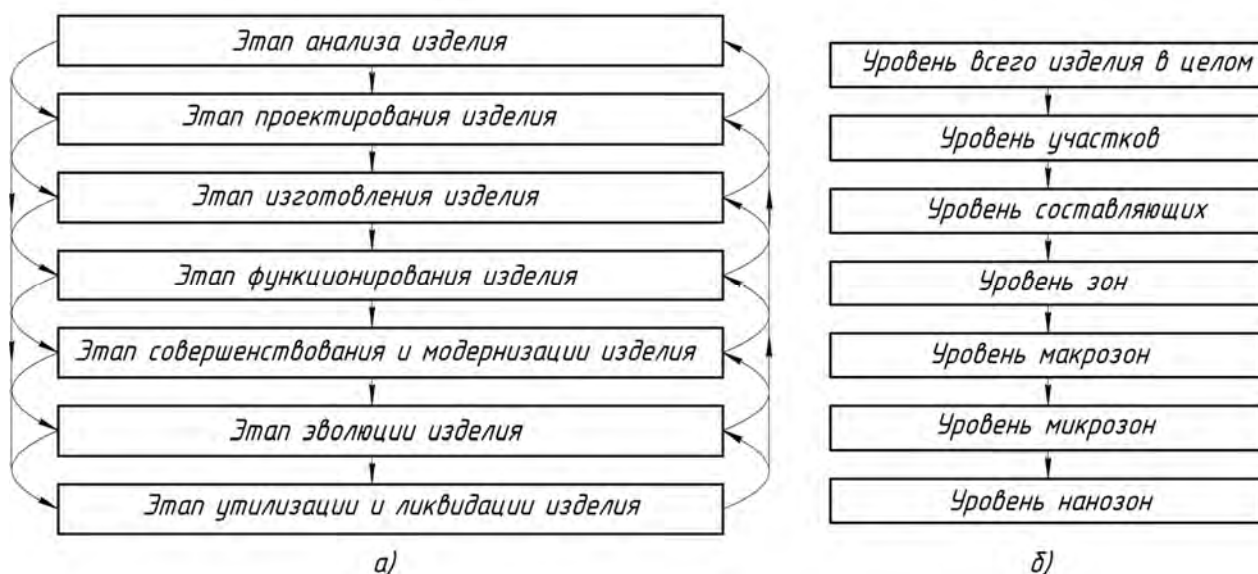 Этап анализа изделия
Этап проектирования изделия
Этап изготовления изделия
Этап функционирования изделия
Этап совершенствования и модернизации изделия
Этап эволюции изделия
Этап утилизации и ликвидации изделия
а)
Уровень всего изделия в целом
Уровень участков
Уровень составляющих
Уровень зон
Уровень макрозон
Уровень микрозон
Уровень нанозон
б)